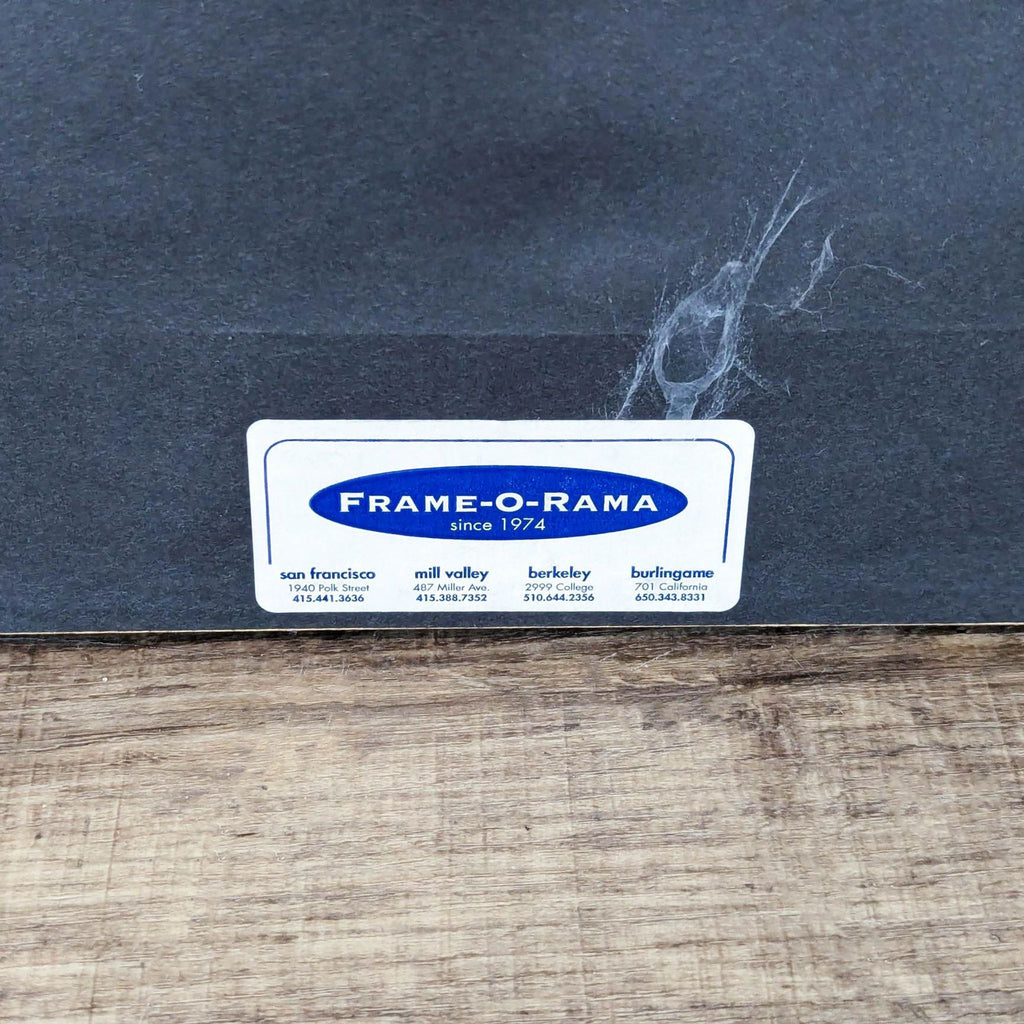 FRAME-O-RAMA
since 1974
san francisco mill valley berkeley burlingame
1940 Polk Street 487 Miller Ave. 2999 College 701 California
415.441.3636 415.388.7352 510.644.2356 650.343.8331